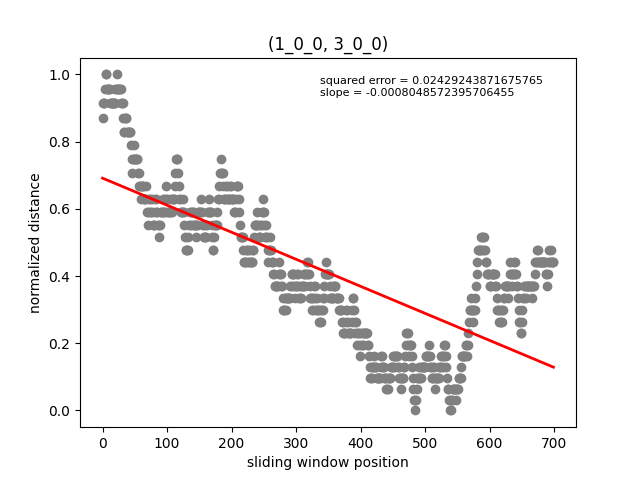 (1_0_0, 3_0_0)
squared error = 0.02429243871675765
slope = -0.0008048572395706455
normalized distance
1.0
0.8
0.6
0.4
0.2
0.0
0 100 200 300 400 500 600 700
sliding window position